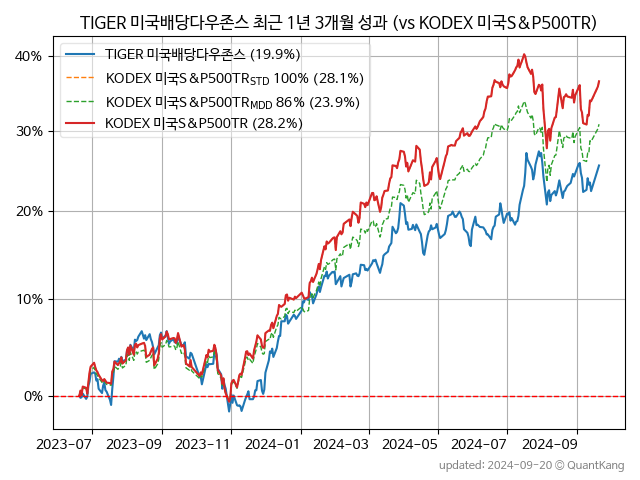 TIGER 미국배당다우존스 최근 1년 3개월 성과 (vs KODEX 미국S&P500TR)
TIGER 미국배당다우존스 (19.9%)
KODEX 미국S&P500TR_STD 100% (28.1%)
KODEX 미국S&P500TR_MDD 86% (23.9%)
KODEX 미국S&P500TR (28.2%)
40%
30%
20%
10%
0%
2023-07 2023-09 2023-11 2024-01 2024-03 2024-05 2024-07 2024-09
updated: 2024-09-20 © QuantKang